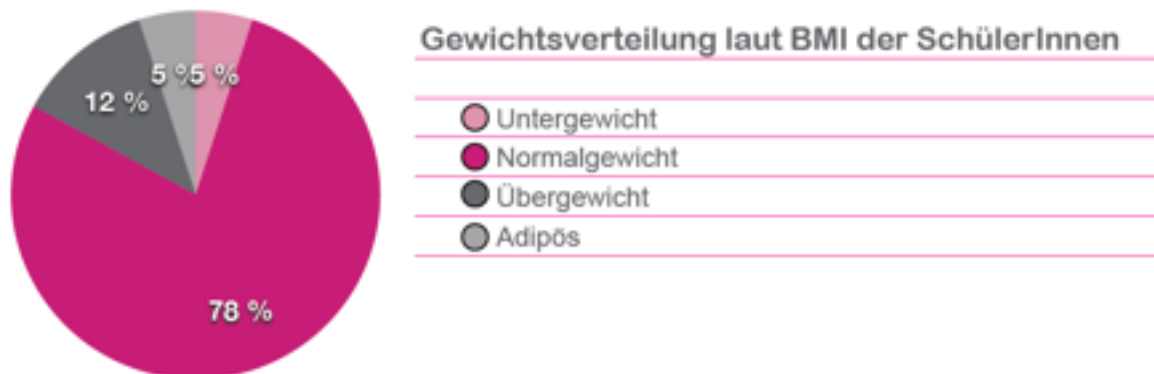 Gewichtsverteilung laut BMI der SchülerInnen
5 %
5 %
12 %
Untergewicht
Normalgewicht
Übergewicht
Adipös
78 %